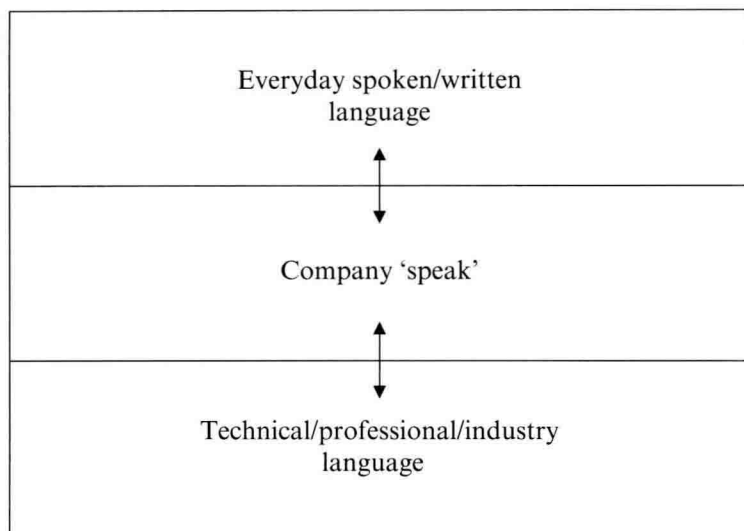 Everyday spoken/written
language
Company ‘speak’
Technical/professional/industry
language